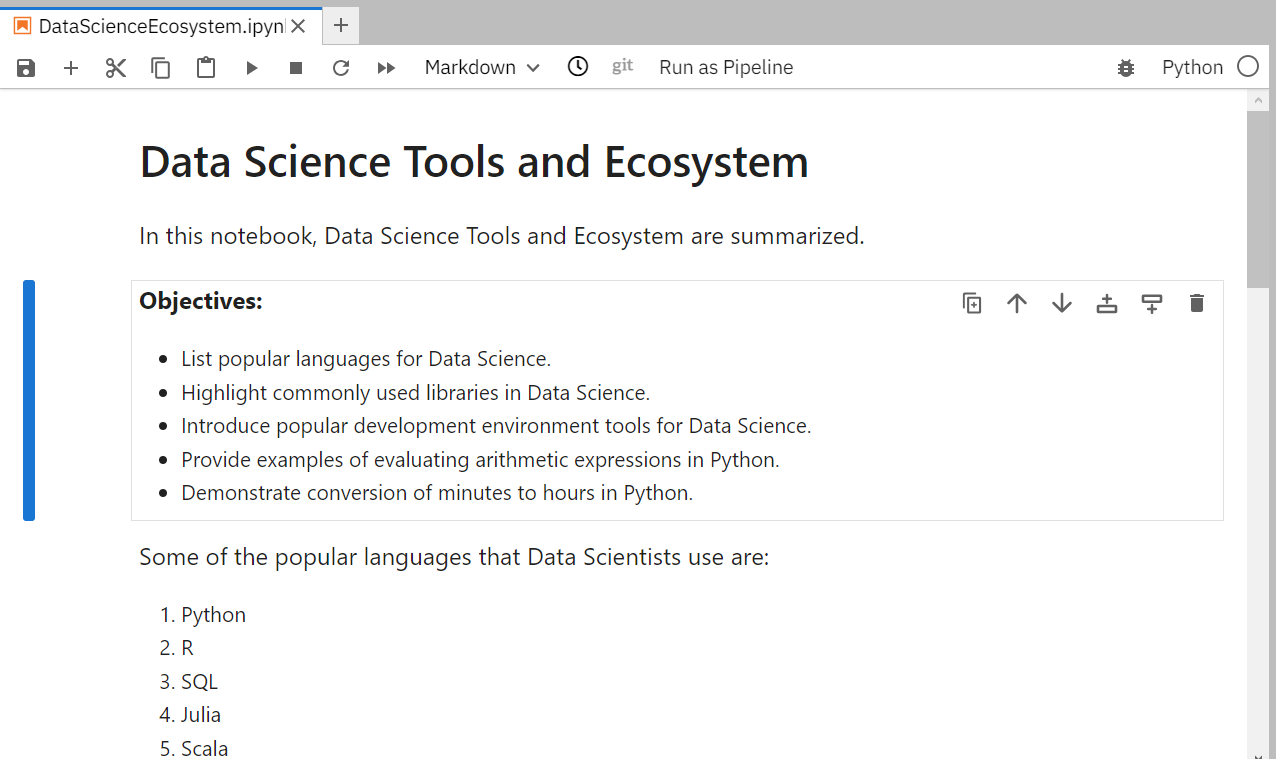 DataScienceEcosystem.ipyn
Markdown
git
Run as Pipeline
Python
Data Science Tools and Ecosystem
In this notebook, Data Science Tools and Ecosystem are summarized.
Objectives:
• List popular languages for Data Science.
• Highlight commonly used libraries in Data Science.
• Introduce popular development environment tools for Data Science.
• Provide examples of evaluating arithmetic expressions in Python.
• Demonstrate conversion of minutes to hours in Python.
Some of the popular languages that Data Scientists use are:
1. Python
2. R
3. SQL
4. Julia
5. Scala